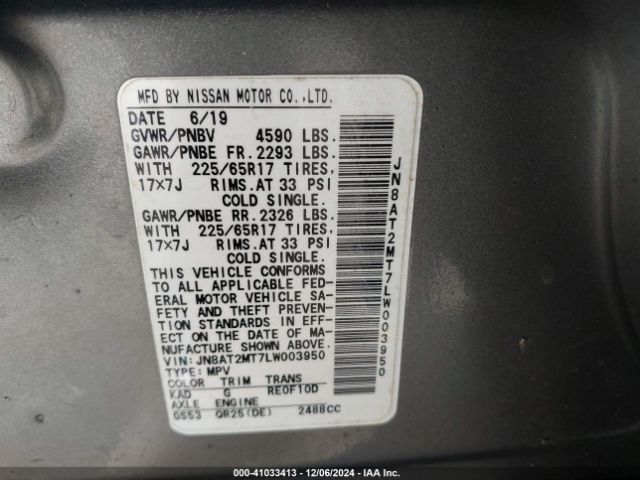 MFD BY NISSAN MOTOR CO.,LTD.
DATE 6/19
GVWR/PNBV 4590 LBS.
GAWR/PNBE FR. 2293 LBS.
WITH 225/65R17 TIRES,
17×7J RIMS.AT 33 PSI
COLD SINGLE.
GAWR/PNBE RR. 2326 LBS.
WITH 225/65R17 TIRES,
17×7J RIMS.AT 33 PSI
COLD SINGLE.
THIS VEHICLE CONFORMS
TO ALL APPLICABLE FED-
ERAL MOTOR VEHICLE SA-
FETY AND THEFT PREVEN-
TION STANDARDS IN EFF-
ECT ON THE DATE OF MA-
NUFACTURE SHOWN ABOVE.
VIN: JN8AT2MT7LW003950
TYPE: MPV
COLOR TRIM TRANS
KAD G RE0F10D
AXLE ENGINE
GS53 QR25(DE) 2488CC
JN8AT2MT7LW003950
000-41033413 - 12/06/2024 - IAA Inc.